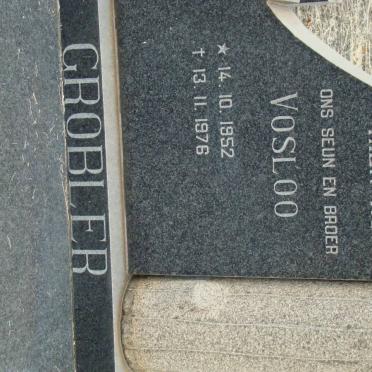 ONS SEUN EN BROER
VOSLOO
★ 14. 10. 1952
† 13. 11. 1976
GROBLER